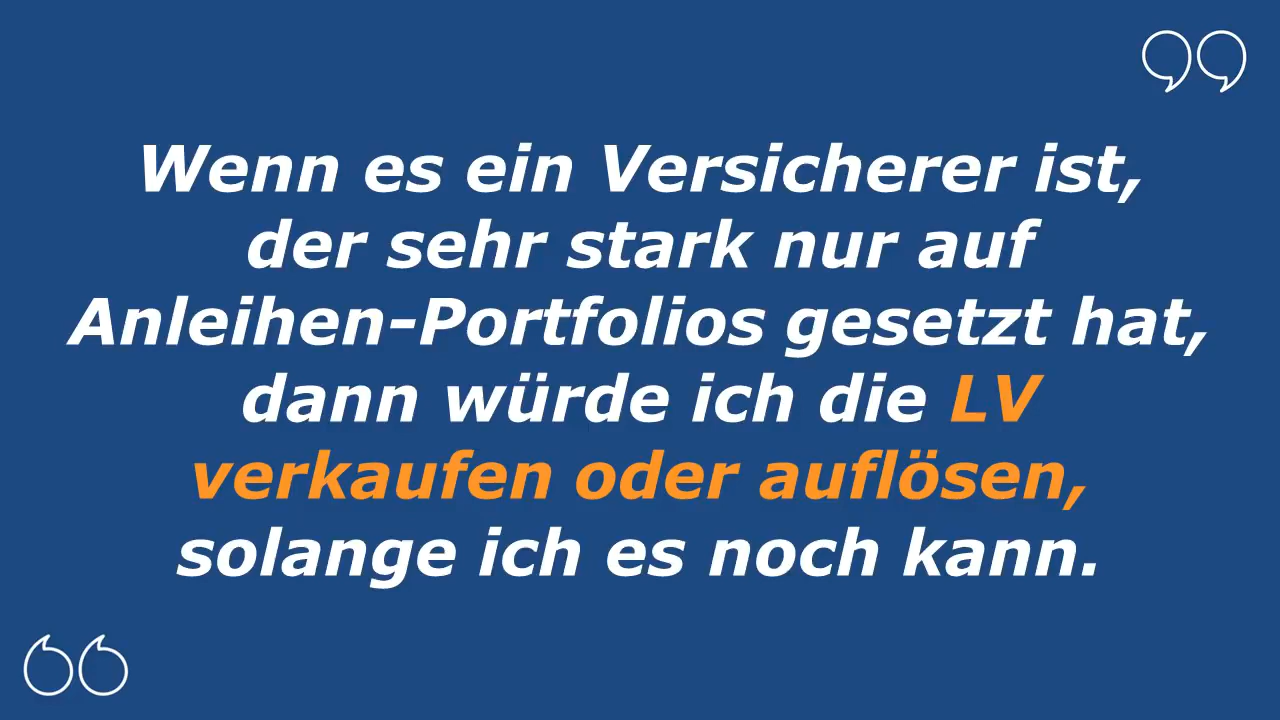 Wenn es ein Versicherer ist,
der sehr stark nur auf
Anleihen-Portfolios gesetzt hat,
dann würde ich die LV
verkaufen oder auflösen,
solange ich es noch kann.